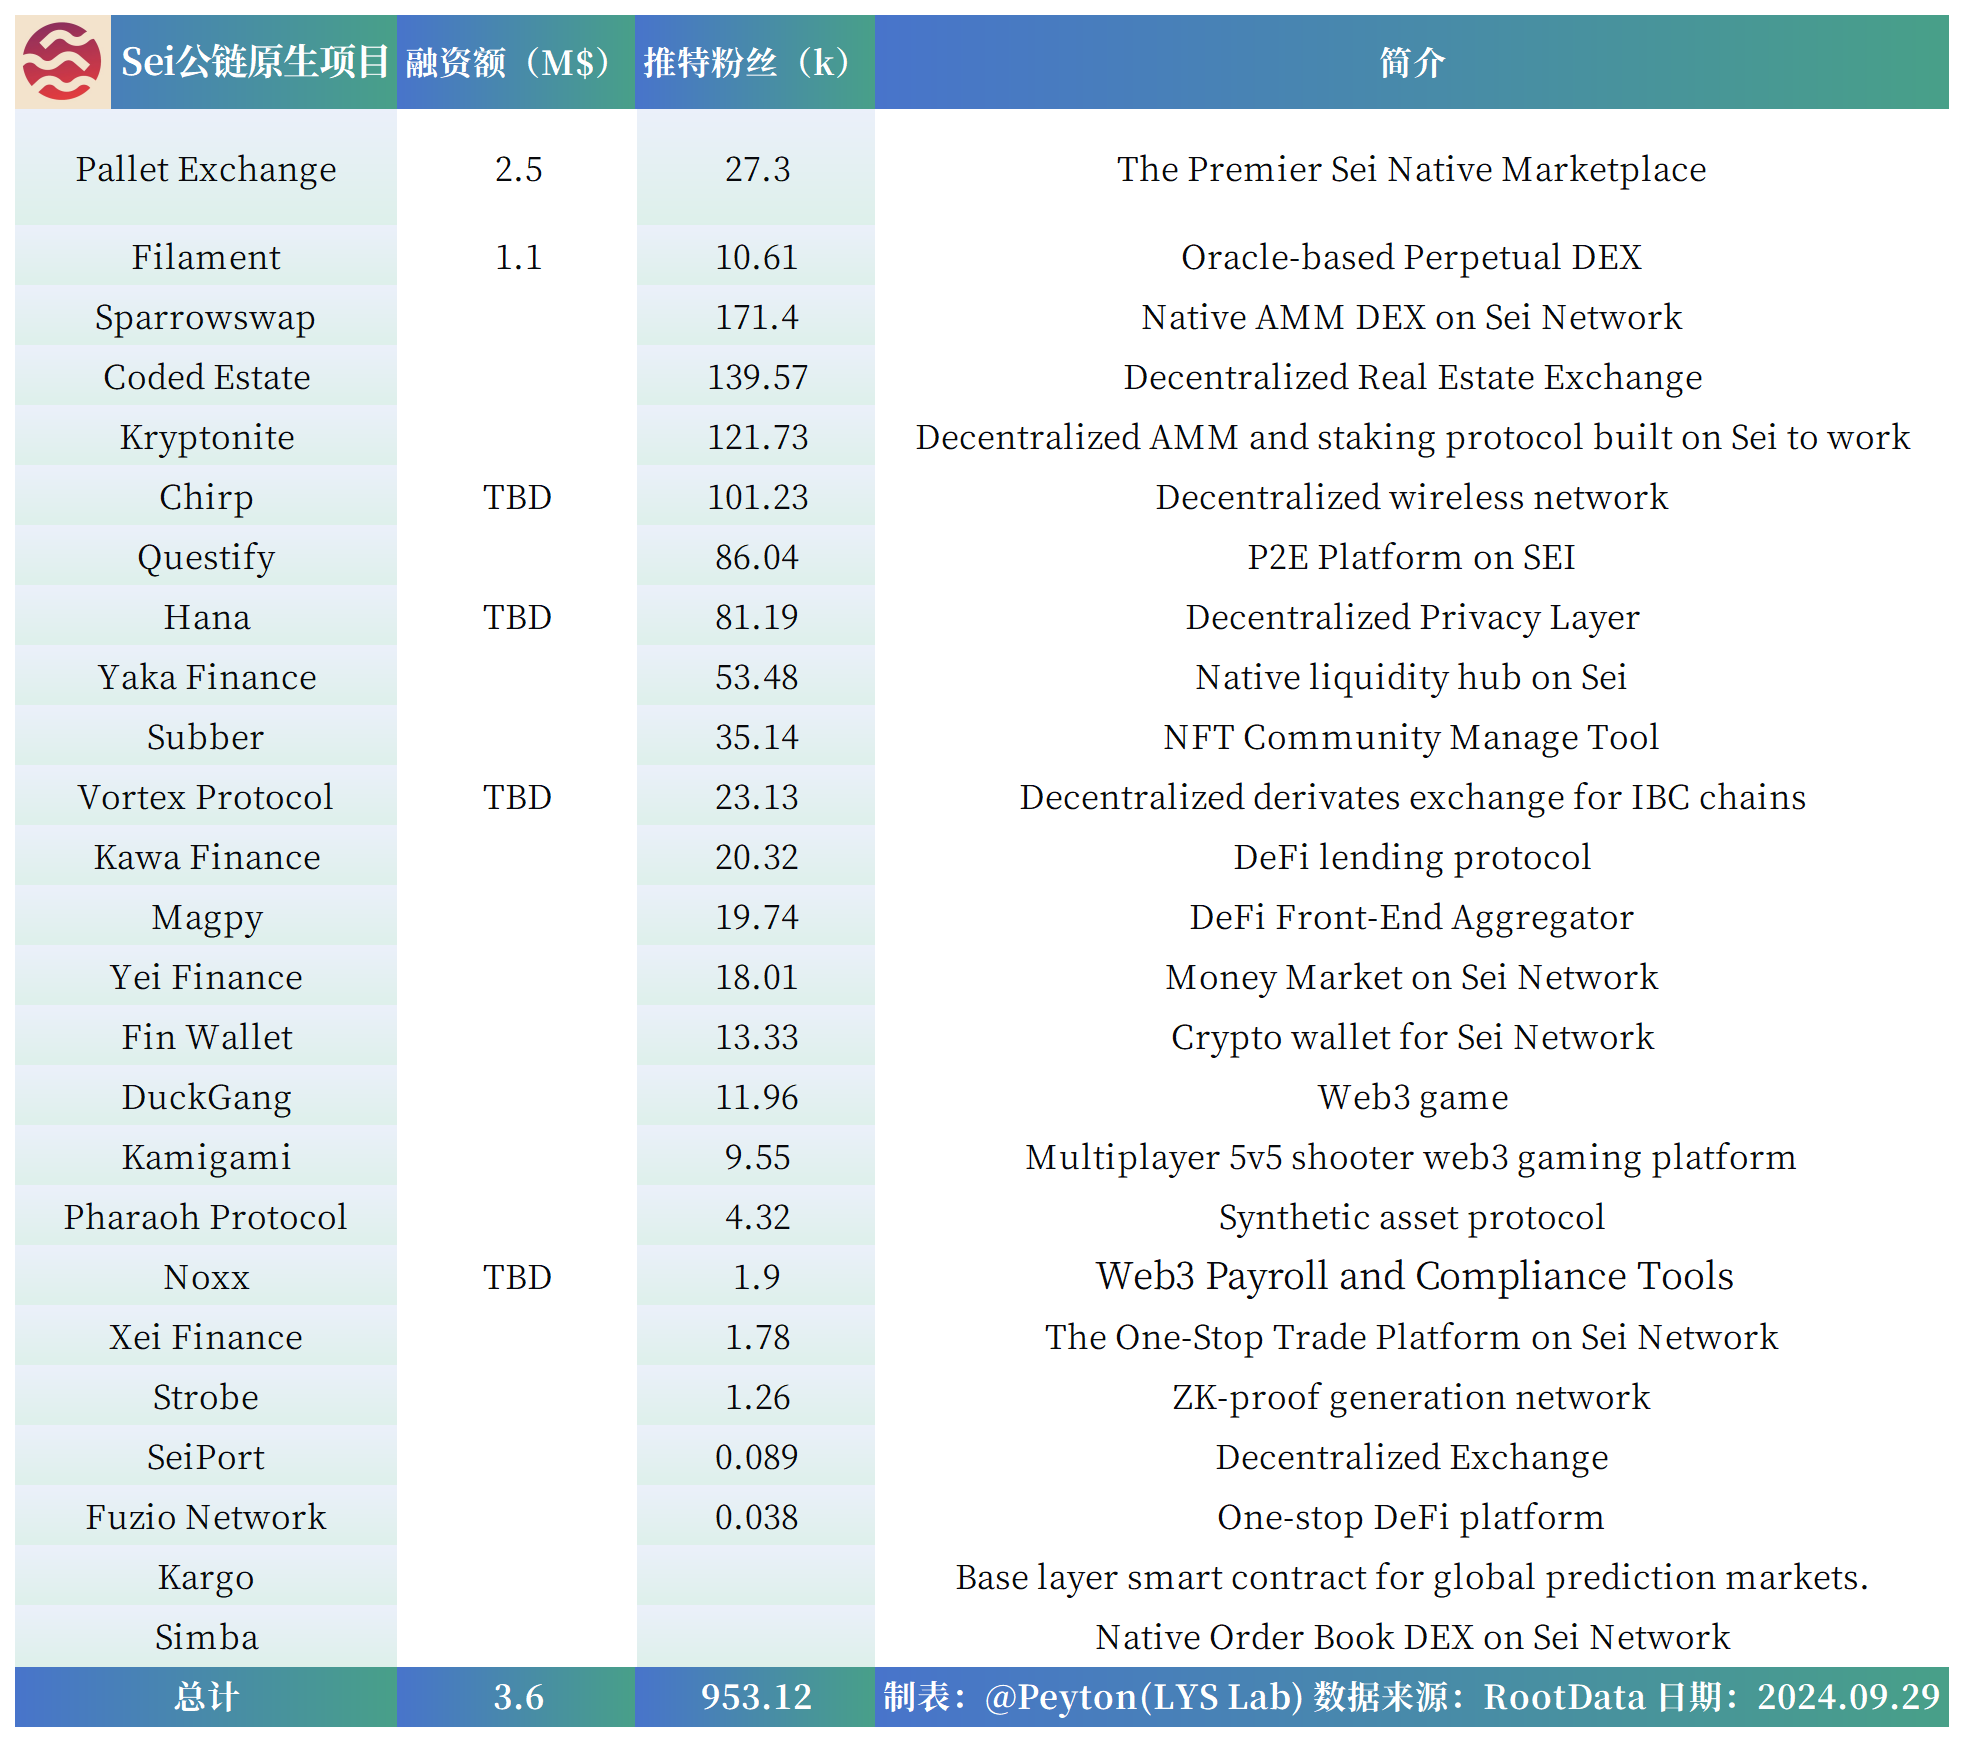 Sei公链原生项目 融资额（M$） 推特粉丝（k） 简介
Pallet Exchange 2.5 27.3 The Premier Sei Native Marketplace
Filament 1.1 10.61 Oracle-based Perpetual DEX
Sparrowswap 171.4 Native AMM DEX on Sei Network
Coded Estate 139.57 Decentralized Real Estate Exchange
Kryptonite 121.73 Decentralized AMM and staking protocol built on Sei to work
Chirp TBD 101.23 Decentralized wireless network
Questify 86.04 P2E Platform on SEI
Hana TBD 81.19 Decentralized Privacy Layer
Yaka Finance 53.48 Native liquidity hub on Sei
Subber 35.14 NFT Community Manage Tool
Vortex Protocol TBD 23.13 Decentralized derivates exchange for IBC chains
Kawa Finance 20.32 DeFi lending protocol
Magpy 19.74 DeFi Front-End Aggregator
Yei Finance 18.01 Money Market on Sei Network
Fin Wallet 13.33 Crypto wallet for Sei Network
DuckGang 11.96 Web3 game
Kamigami 9.55 Multiplayer 5v5 shooter web3 gaming platform
Pharaoh Protocol 4.32 Synthetic asset protocol
Noxx TBD 1.9 Web3 Payroll and Compliance Tools
Xei Finance 1.78 The One-Stop Trade Platform on Sei Network
Strobe 1.26 ZK-proof generation network
SeiPort 0.089 Decentralized Exchange
Fuzio Network 0.038 One-stop DeFi platform
Kargo Base layer smart contract for global prediction markets.
Simba Native Order Book DEX on Sei Network
总计 3.6 953.12 制表：@Peyton(LYS Lab) 数据来源：RootData 日期：2024.09.29